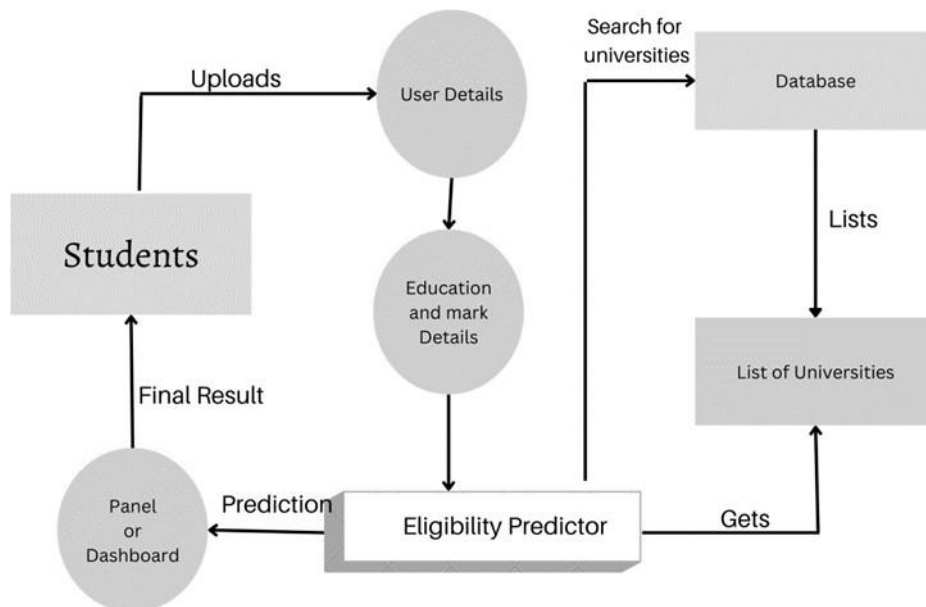 Search for
universities
Uploads
User Details
Database
Students
Lists
Education
and mark
Details
List of Universities
Final Result
Prediction
Panel
or
Dashboard
Eligibility Predictor
Gets